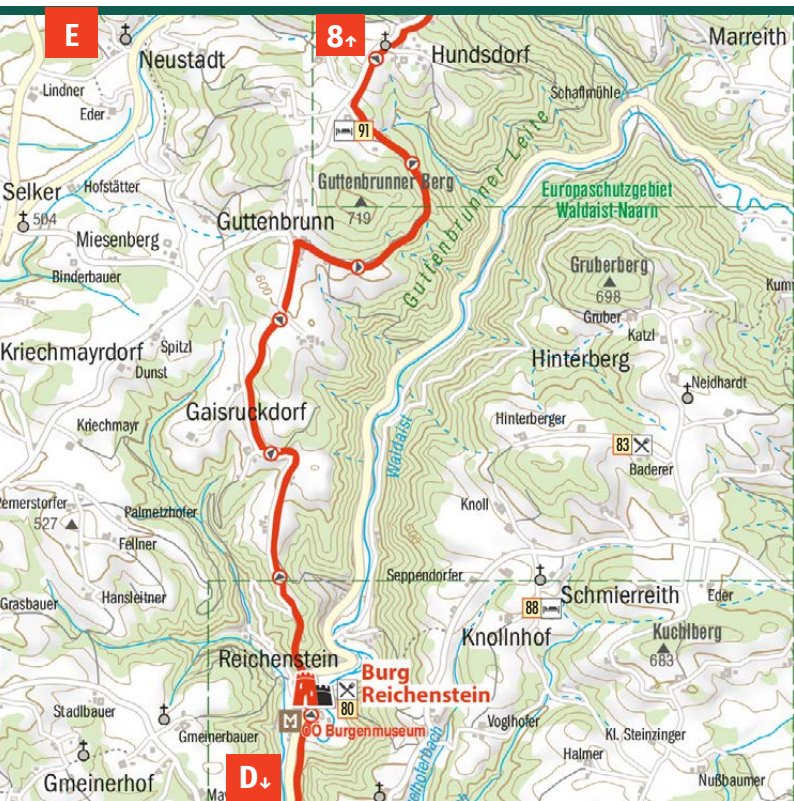 E
8↑
Marreith
Neustadt
Hundsdorf
Lindner
Eder
Schaflmühle
91
Guttenbrunner Leite
Selker
Hofstätter
Guttenbrunner Berg
719
Europaschutzgebiet
Waldaist-Naarn
504
Guttenbrunn
Miesenberg
Binderbauer
Gruberberg
698
600
Gruber
Katzl
Kriechmayrdorf
Spitzl
Dunst
Hinterberg
Neidhardt
Gaisruckdorf
Kriechmayr
Hinterberger
Waldaist
83
Baderer
527
Palmetzhofer
Knoll
Fellner
Seppendorfer
Grasbauer
Hansleitner
Schmierreith
Eder
88
Knollnhof
Kuchlberg
683
Reichenstein
Burg
Reichenstein
80
Stadlbauer
M
OÖ Burgenmuseum
Gmeinerbauer
Voglhofer
Kl. Steinzinger
Halmer
D↓
Gmeinerhof
Nußbaumer